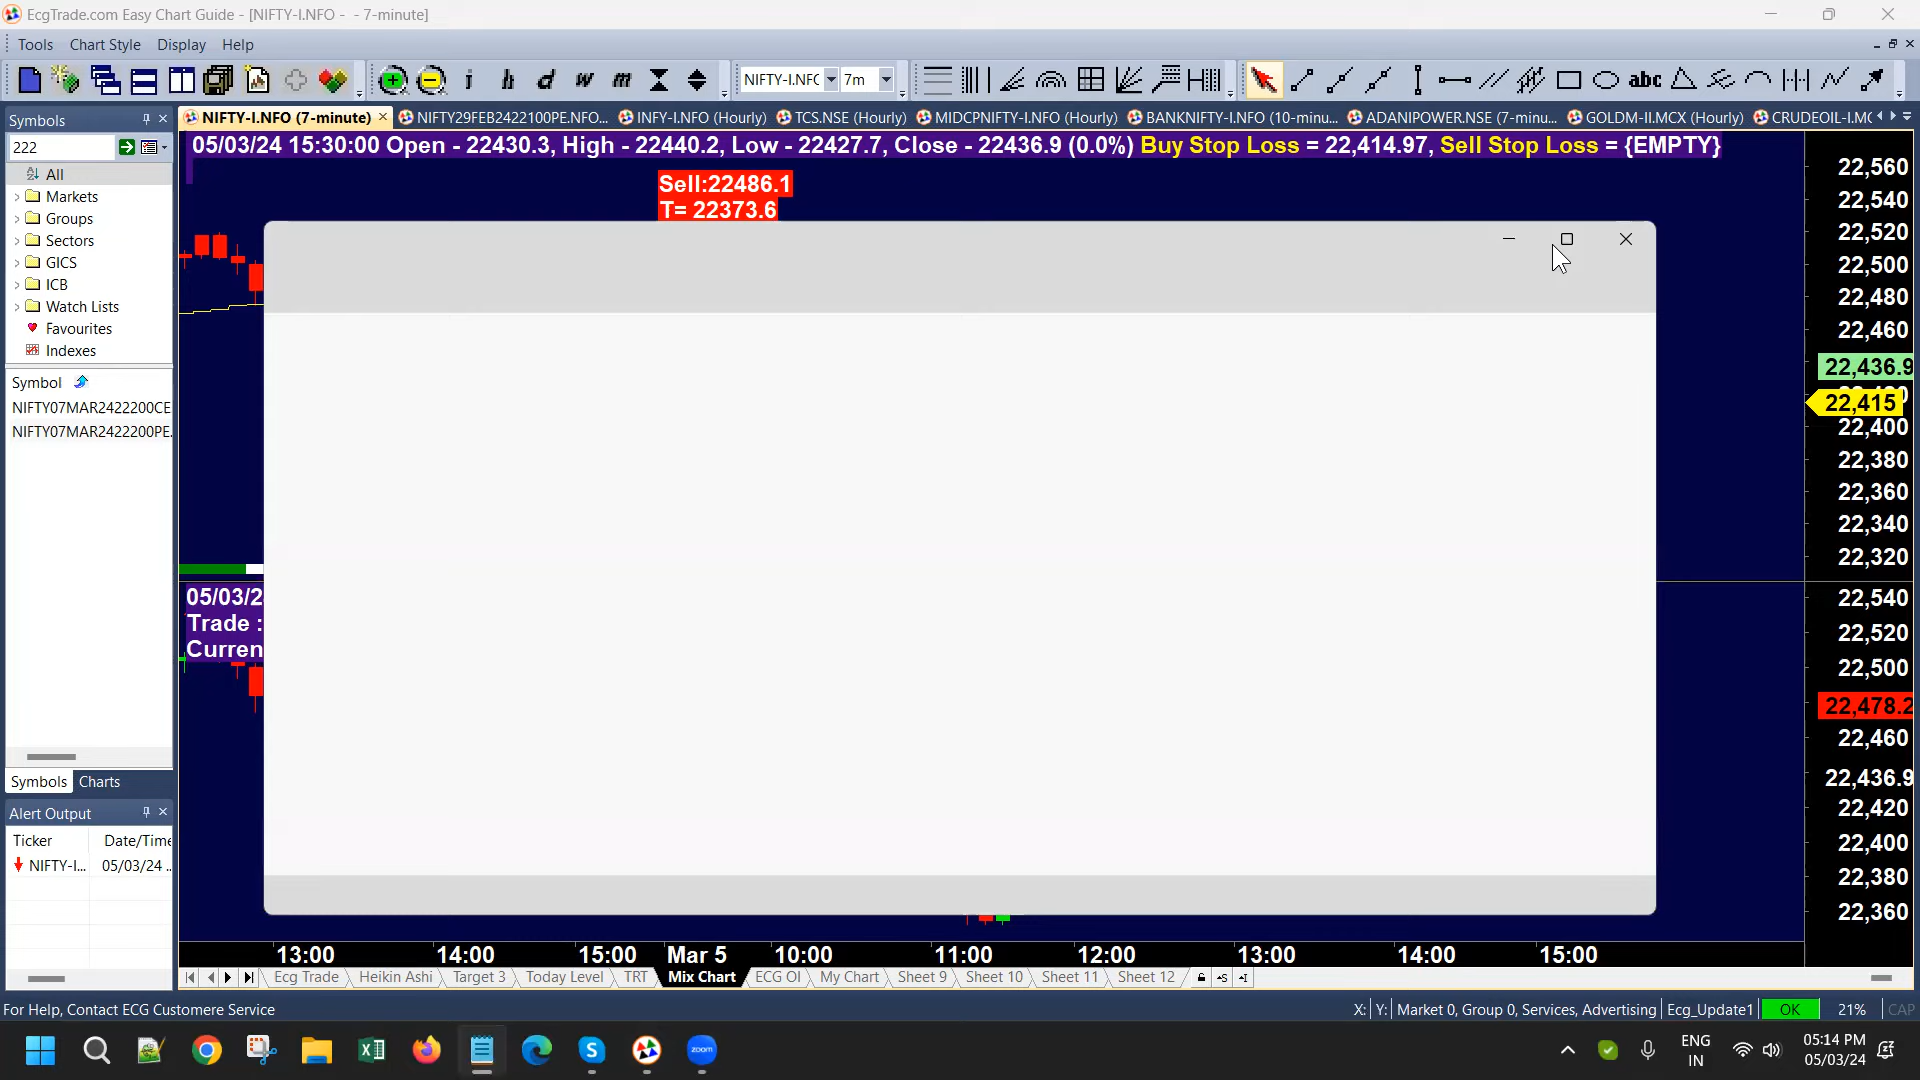 EcgTrade.com Easy Chart Guide - [NIFTY-I.NFO - - 7-minute]
Tools Chart Style Display Help
i h d w m NIFTY-I.NFC 7m abc
Symbols
222
All
Markets
Groups
Sectors
GICS
ICB
Watch Lists
Favourites
Indexes
Symbol
NIFTY07MAR2422200CE
NIFTY07MAR2422200PE.
Symbols Charts
Alert Output
Ticker Date/Time
NIFTY-I... 05/03/24 ..
NIFTY-I.NFO (7-minute) NIFTY29FEB2422100PE.NFO... INFY-I.NFO (Hourly) TCS.NSE (Hourly) MIDCPNIFTY-I.NFO (Hourly) BANKNIFTY-I.NFO (10-minu... ADANIPOWER.NSE (7-minu... GOLDM-II.MCX (Hourly) CRUDEOIL-I.MC
05/03/24 15:30:00 Open - 22430.3, High - 22440.2, Low - 22427.7, Close - 22436.9 (0.0%) Buy Stop Loss = 22,414.97, Sell Stop Loss = {EMPTY}
Sell:22486.1
T= 22373.6
22,560
22,540
22,520
22,500
22,480
22,460
22,436.9
22,415
22,400
22,380
22,360
22,340
22,320
05/03/2
Trade :
Curren
22,540
22,520
22,500
22,478.2
22,460
22,436.9
22,420
22,400
22,380
22,360
13:00 14:00 15:00 Mar 5 10:00 11:00 12:00 13:00 14:00 15:00
Ecg Trade Heikin Ashi Target 3 Today Level TRT Mix Chart ECG OI My Chart Sheet 9 Sheet 10 Sheet 11 Sheet 12
For Help, Contact ECG Customere Service X: Y: Market 0, Group 0, Services, Advertising Ecg_Update1 OK 21% CAP
zoom ENG
IN 05:14 PM
05/03/24